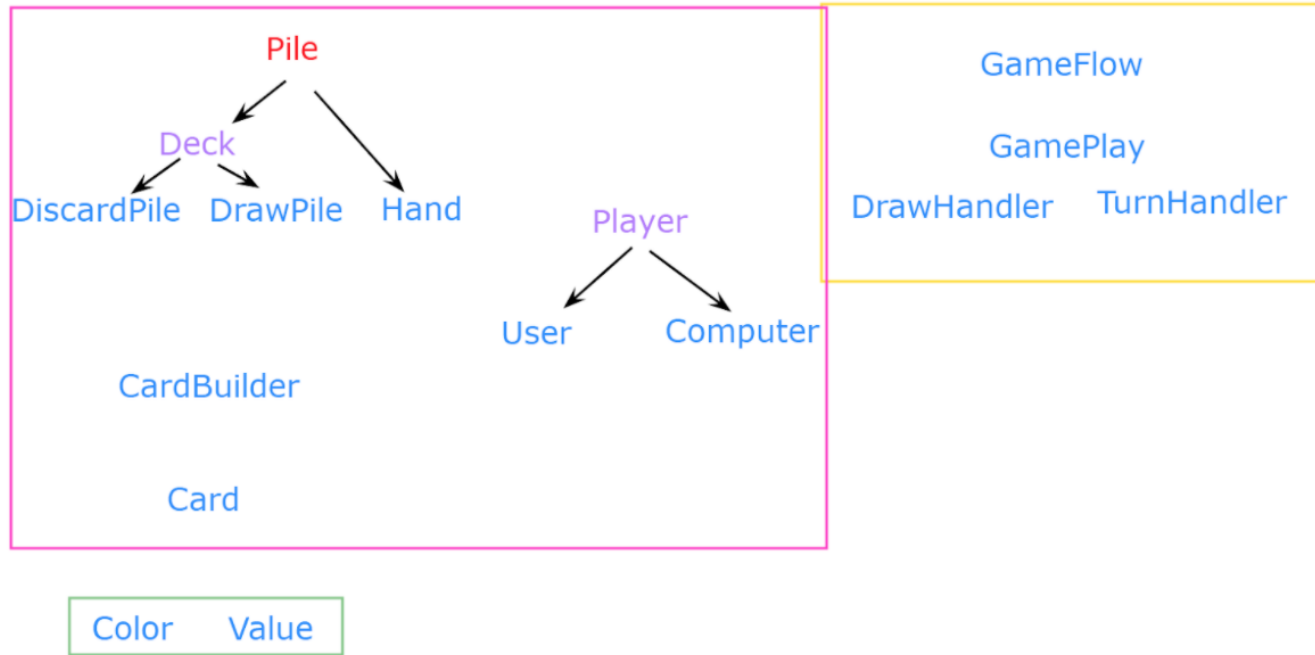 Pile
Deck
DiscardPile DrawPile Hand
Player
User Computer
CardBuilder
Card
GameFlow
GamePlay
DrawHandler TurnHandler
Color Value